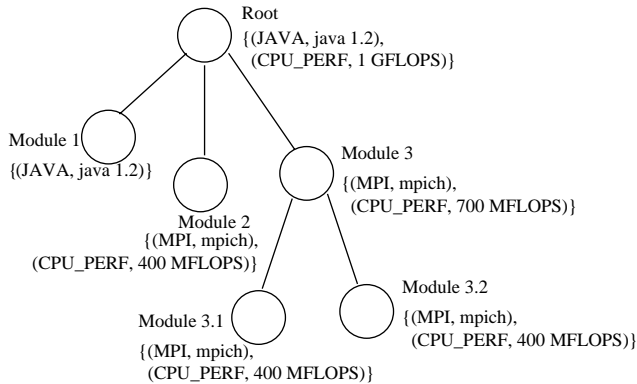 Root
{(JAVA, java 1.2),
(CPU_PERF, 1 GFLOPS)}
Module 1
{(JAVA, java 1.2)}
Module 2
{(MPI, mpich),
(CPU_PERF, 400 MFLOPS)}
Module 3
{(MPI, mpich),
(CPU_PERF, 700 MFLOPS)}
Module 3.1
{(MPI, mpich),
(CPU_PERF, 400 MFLOPS)}
Module 3.2
{(MPI, mpich),
(CPU_PERF, 400 MFLOPS)}